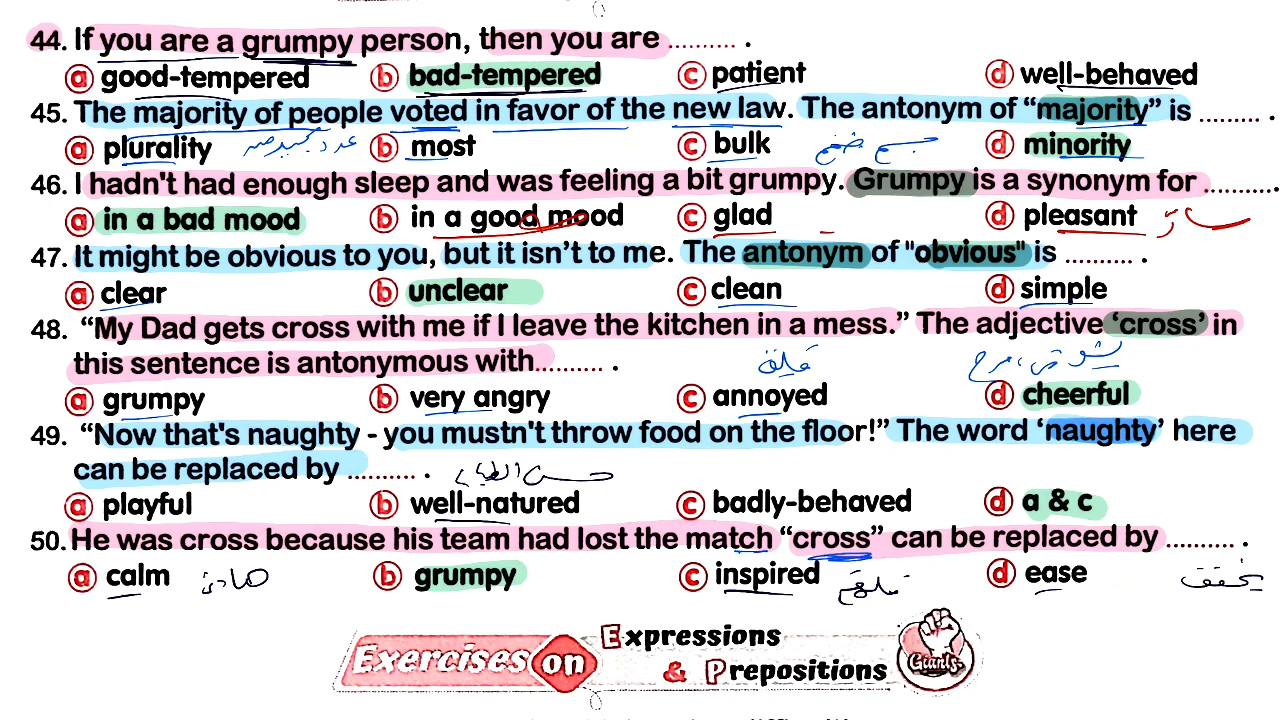 44. If you are a grumpy person, then you are .......... .
ⓐ good-tempered ⓑ bad-tempered ⓒ patient ⓓ well-behaved
45. The majority of people voted in favor of the new law. The antonym of “majority” is ......... .
ⓐ plurality ⓑ most ⓒ bulk ⓓ minority
46. I hadn't had enough sleep and was feeling a bit grumpy. Grumpy is a synonym for ..........
ⓐ in a bad mood ⓑ in a good mood ⓒ glad ⓓ pleasant سار
47. It might be obvious to you, but it isn’t to me. The antonym of "obvious" is .......... .
ⓐ clear ⓑ unclear ⓒ clean ⓓ simple
48. “My Dad gets cross with me if I leave the kitchen in a mess.” The adjective ‘cross’ in
this sentence is antonymous with.......... .
ⓐ grumpy ⓑ very angry ⓒ annoyed ⓓ cheerful
49. “Now that's naughty - you mustn't throw food on the floor!” The word ‘naughty’ here
can be replaced by .......... . حسن الطباع
ⓐ playful ⓑ well-natured ⓒ badly-behaved ⓓ a & c
50. He was cross because his team had lost the match “cross” can be replaced by .......... .
ⓐ calm هادئ ⓑ grumpy ⓒ inspired ملهم ⓓ ease يخفف
Exercises on Expressions
& Prepositions
Giants